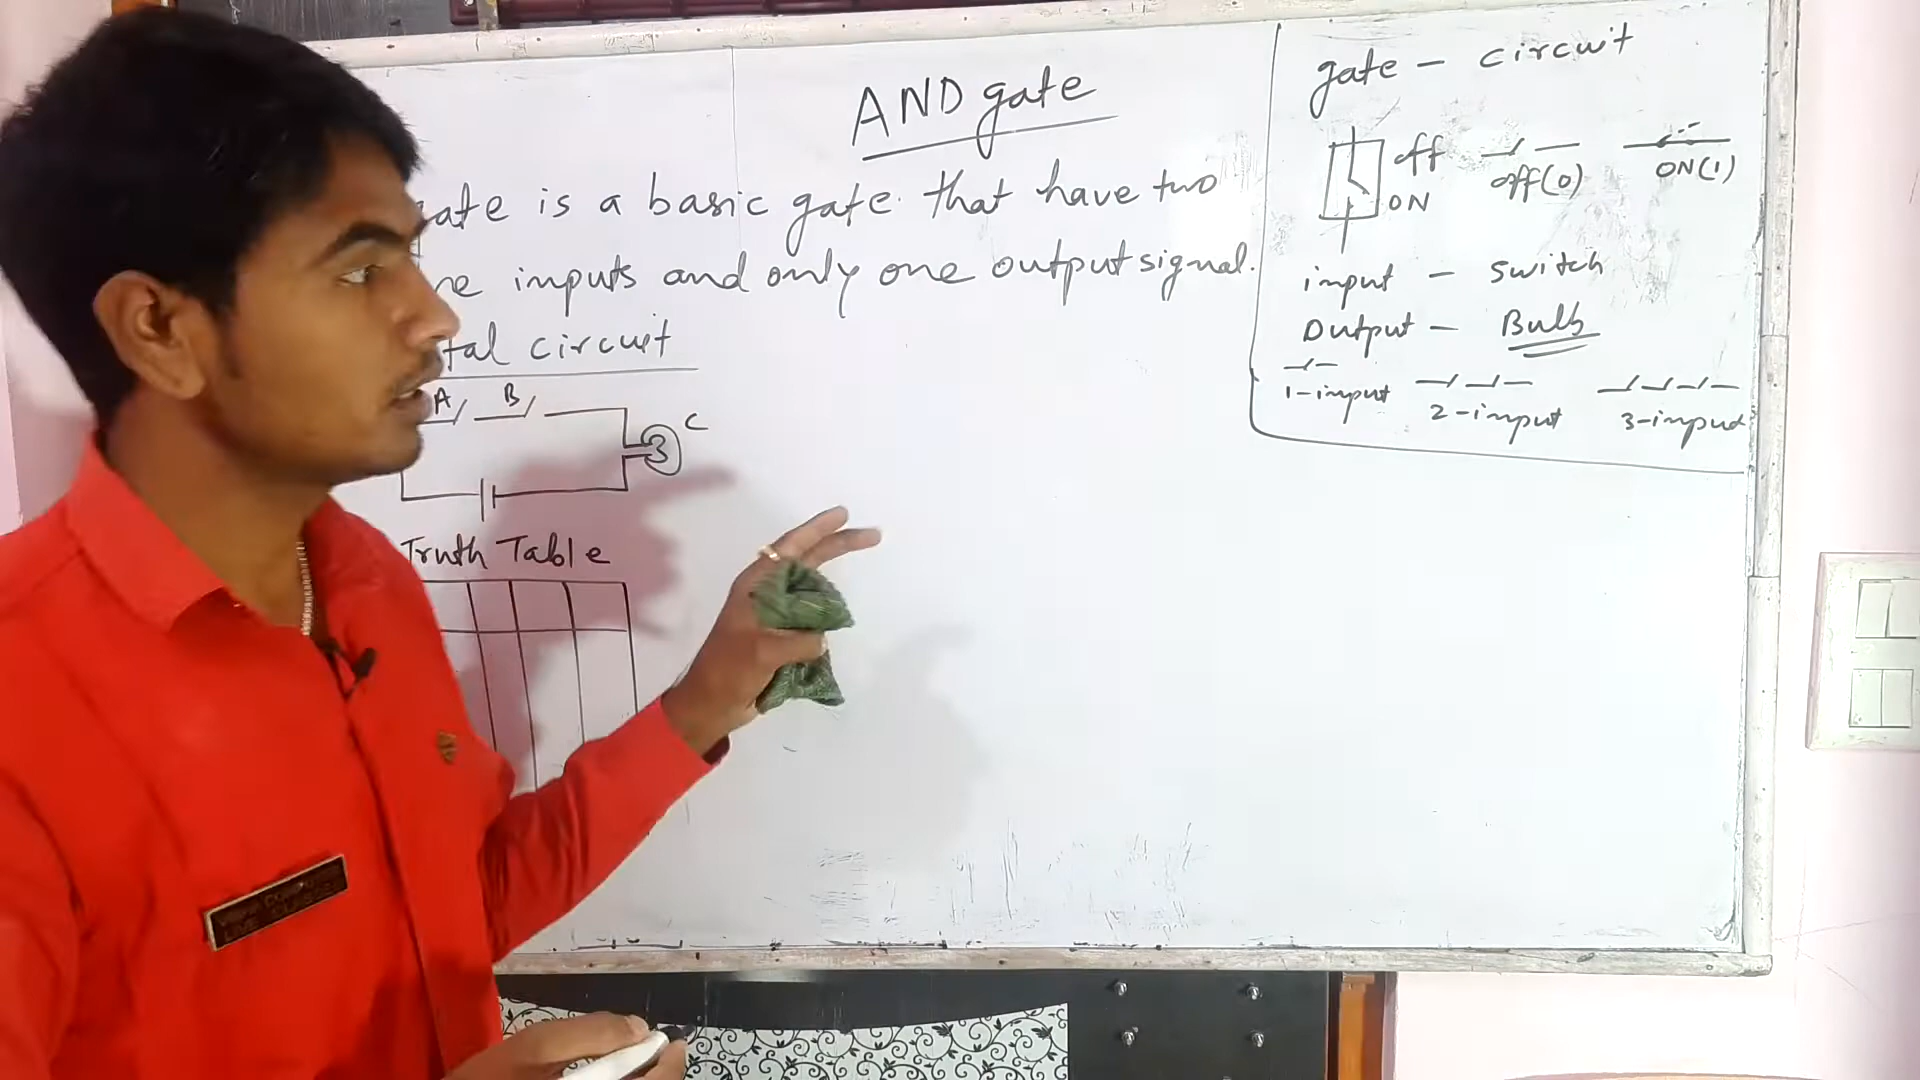 AND gate
gate is a basic gate that have two
inputs and only one output signal.
circuit
A B
C
Truth Table
gate - circuit
off
ON
off(0)
ON(1)
input - switch
Output - Bulb
1-input 2-input 3-input